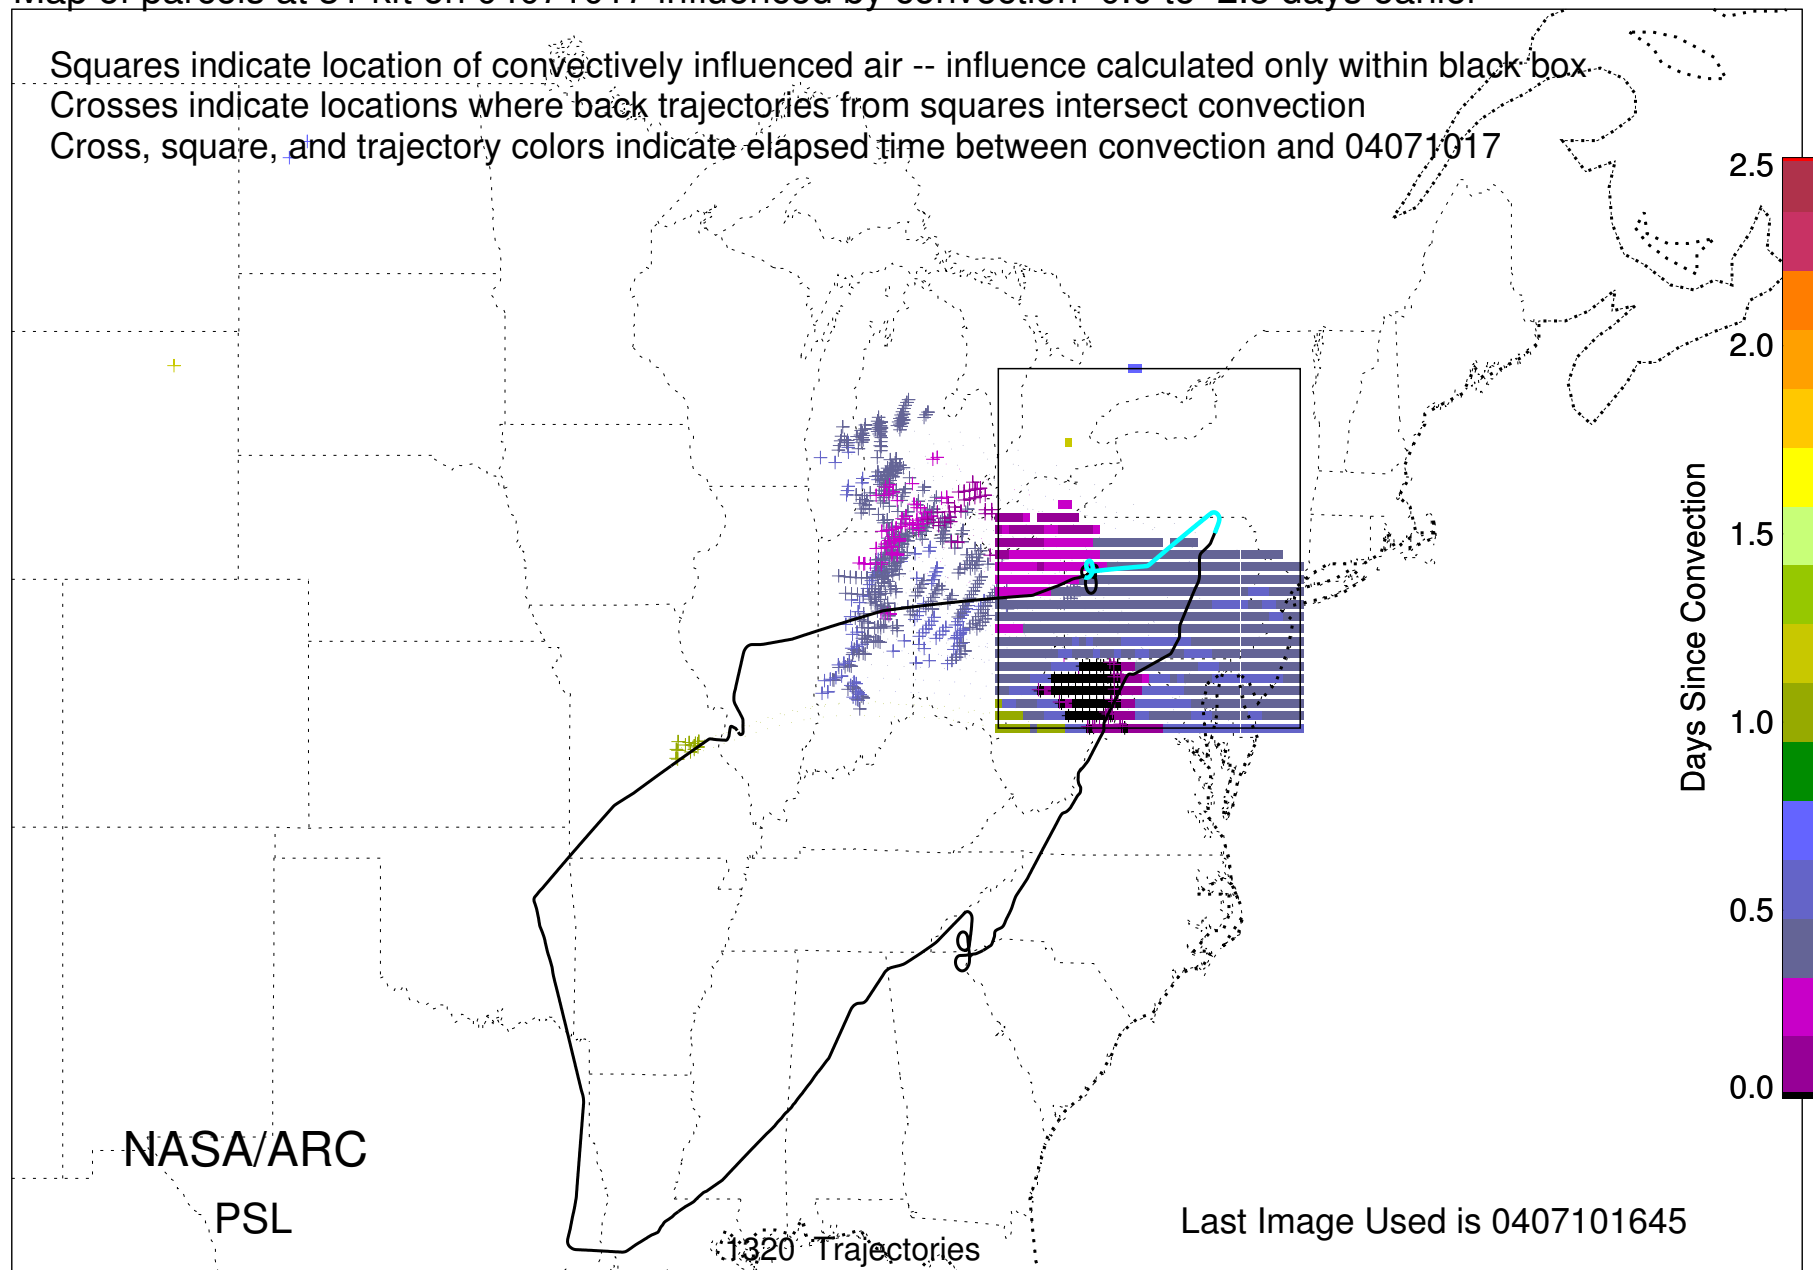 Squares indicate location of convectively influenced air -- influence calculated only within black box
Crosses indicate locations where back trajectories from squares intersect convection
Cross, square, and trajectory colors indicate elapsed time between convection and 04071017
2.5
2.0
1.5
1.0
0.5
0.0
Days Since Convection
NASA/ARC
PSL
1320 Trajectories
Last Image Used is 0407101645